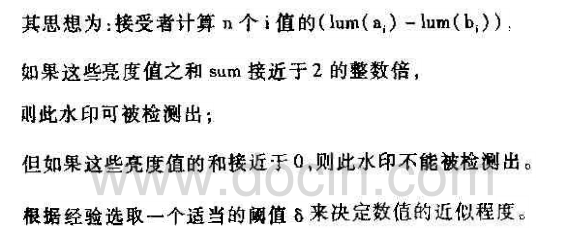 其思想为:接受者计算 n 个 i 值的(lum(aᵢ) - lum(bᵢ)).
如果这些亮度值之和 sum 接近于 2 的整数倍,
则此水印可被检测出;
但如果这些亮度值的和接近于 0,则此水印不能被检测出。
www.docin.com
根据经验选取一个适当的阈值 δ 来决定数值的近似程度。